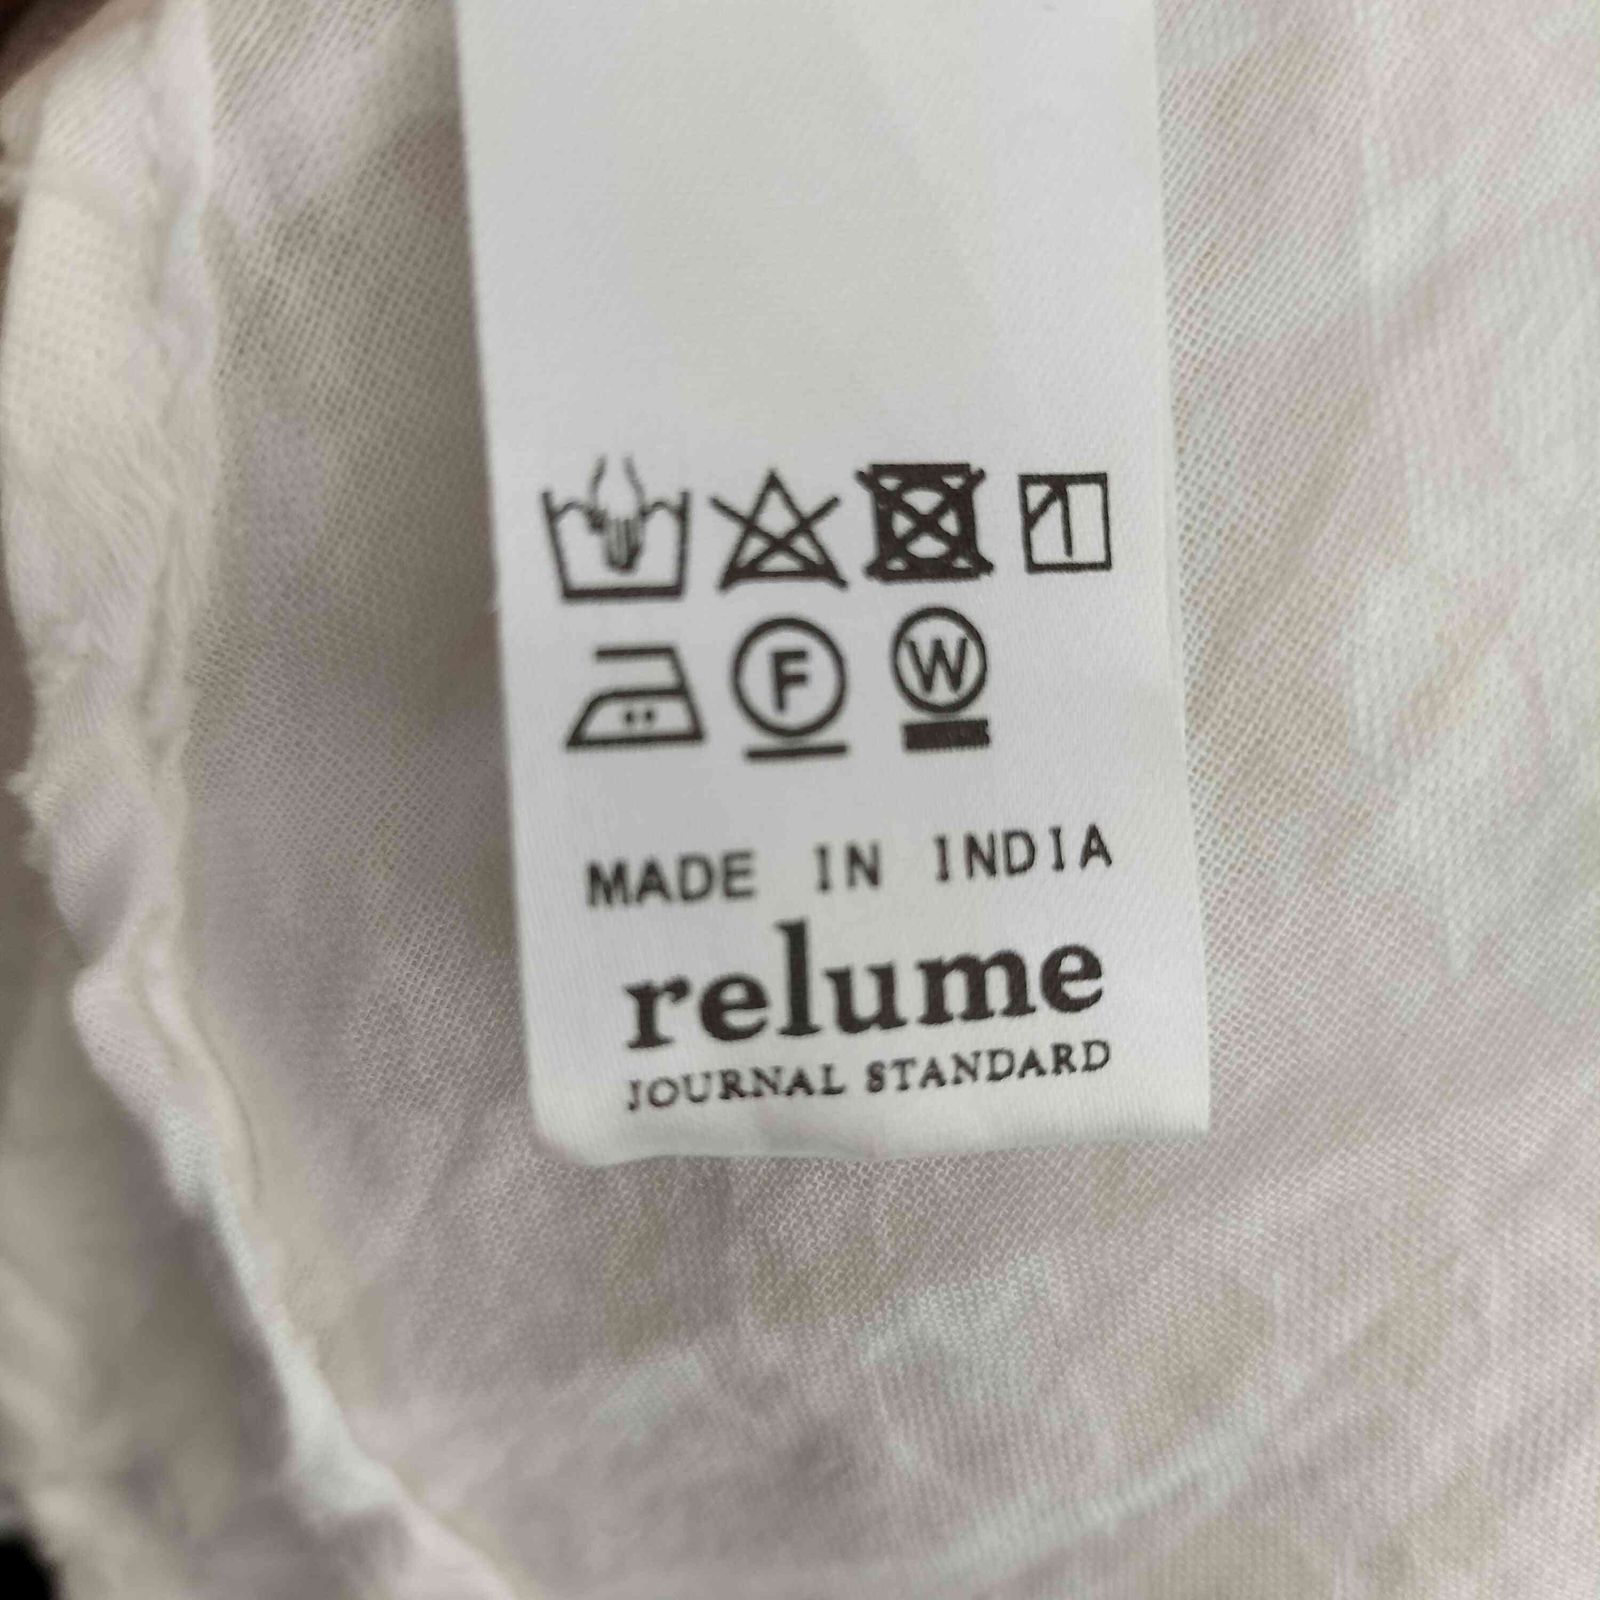 F W
MADE IN INDIA
relume
JOURNAL STANDARD